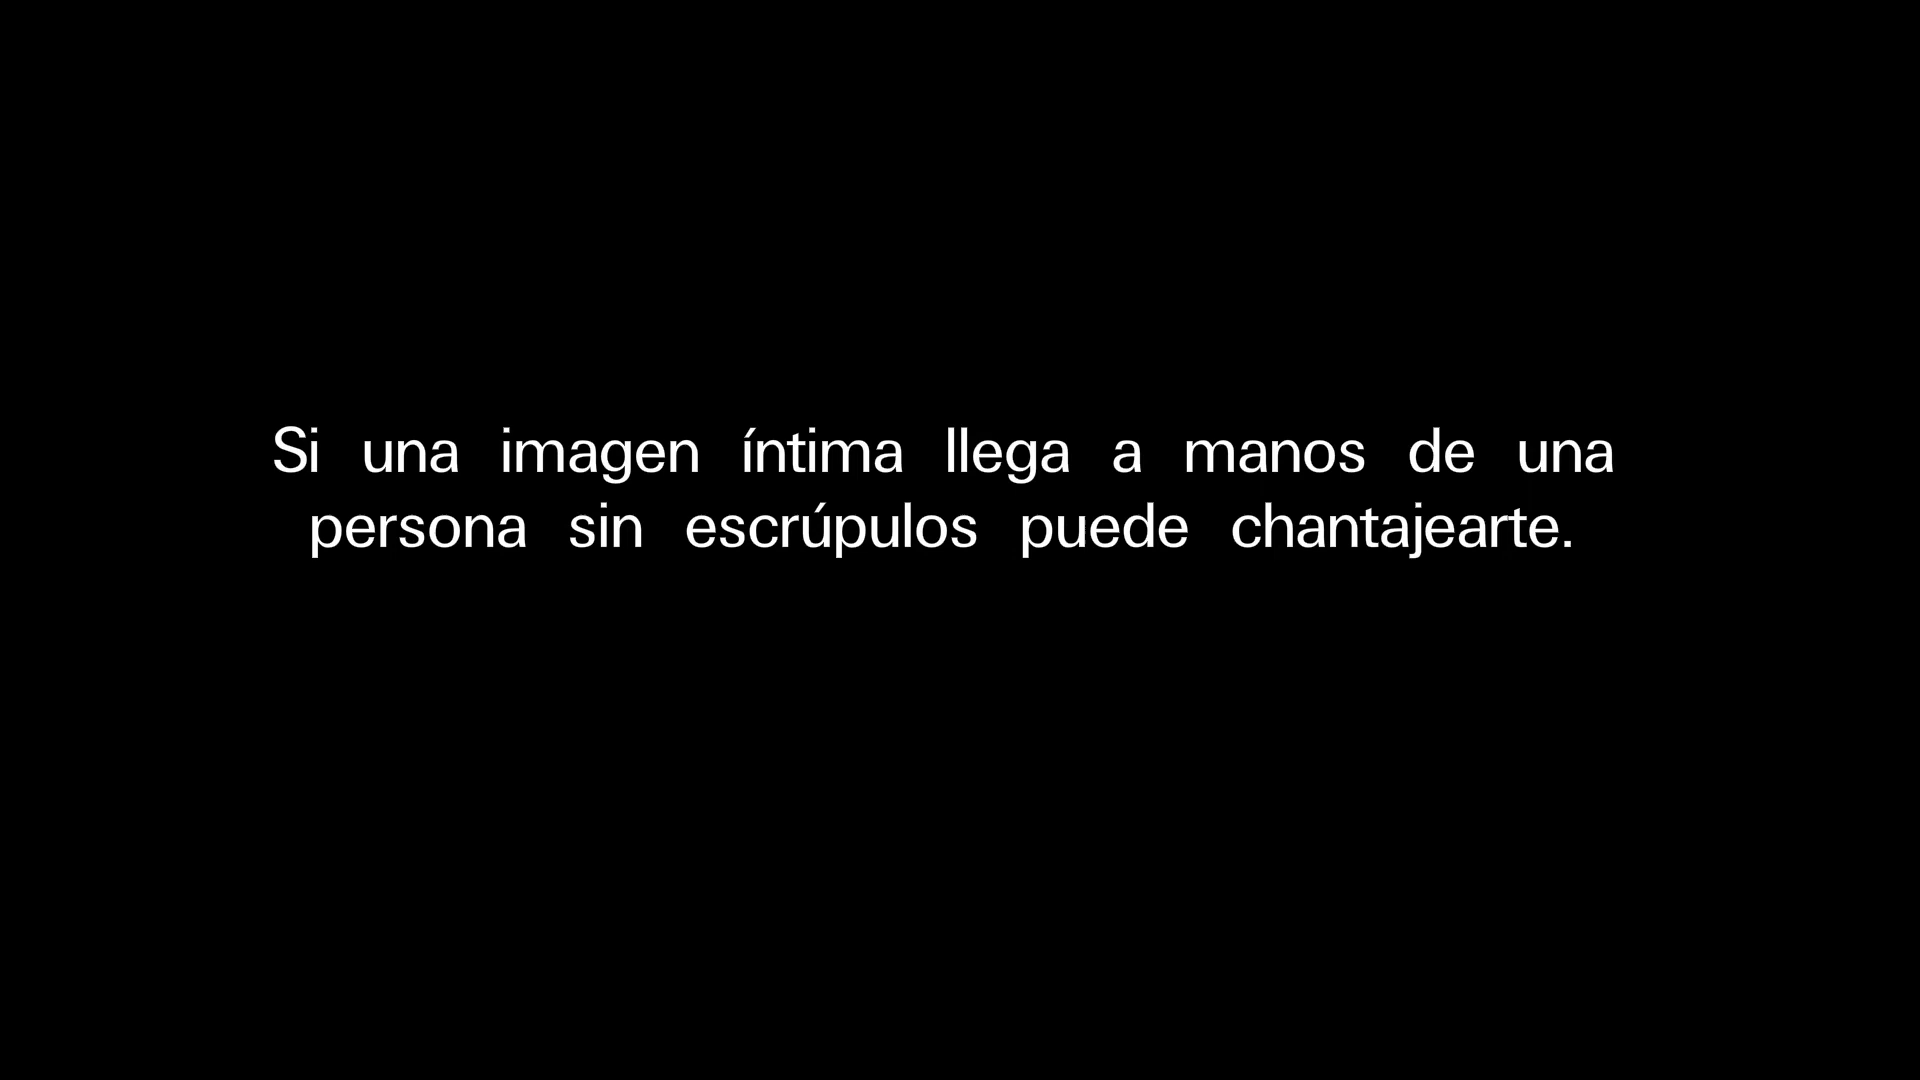 Si una imagen íntima llega a manos de una
persona sin escrúpulos puede chantajearte.